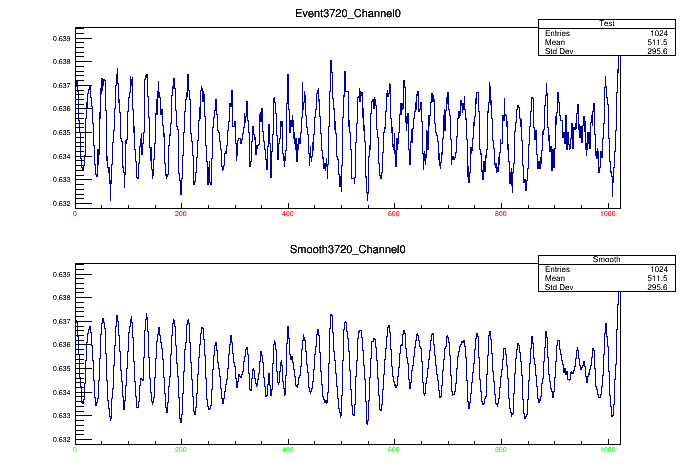 Event3720_Channel0
Test
Entries 1024
Mean 511.5
Std Dev 295.6
0.639
0.638
0.637
0.636
0.635
0.634
0.633
0.632
0 200 400 600 800 1000
Smooth3720_Channel0
Smooth
Entries 1024
Mean 511.5
Std Dev 295.6
0.639
0.638
0.637
0.636
0.635
0.634
0.633
0.632
0 200 400 600 800 1000